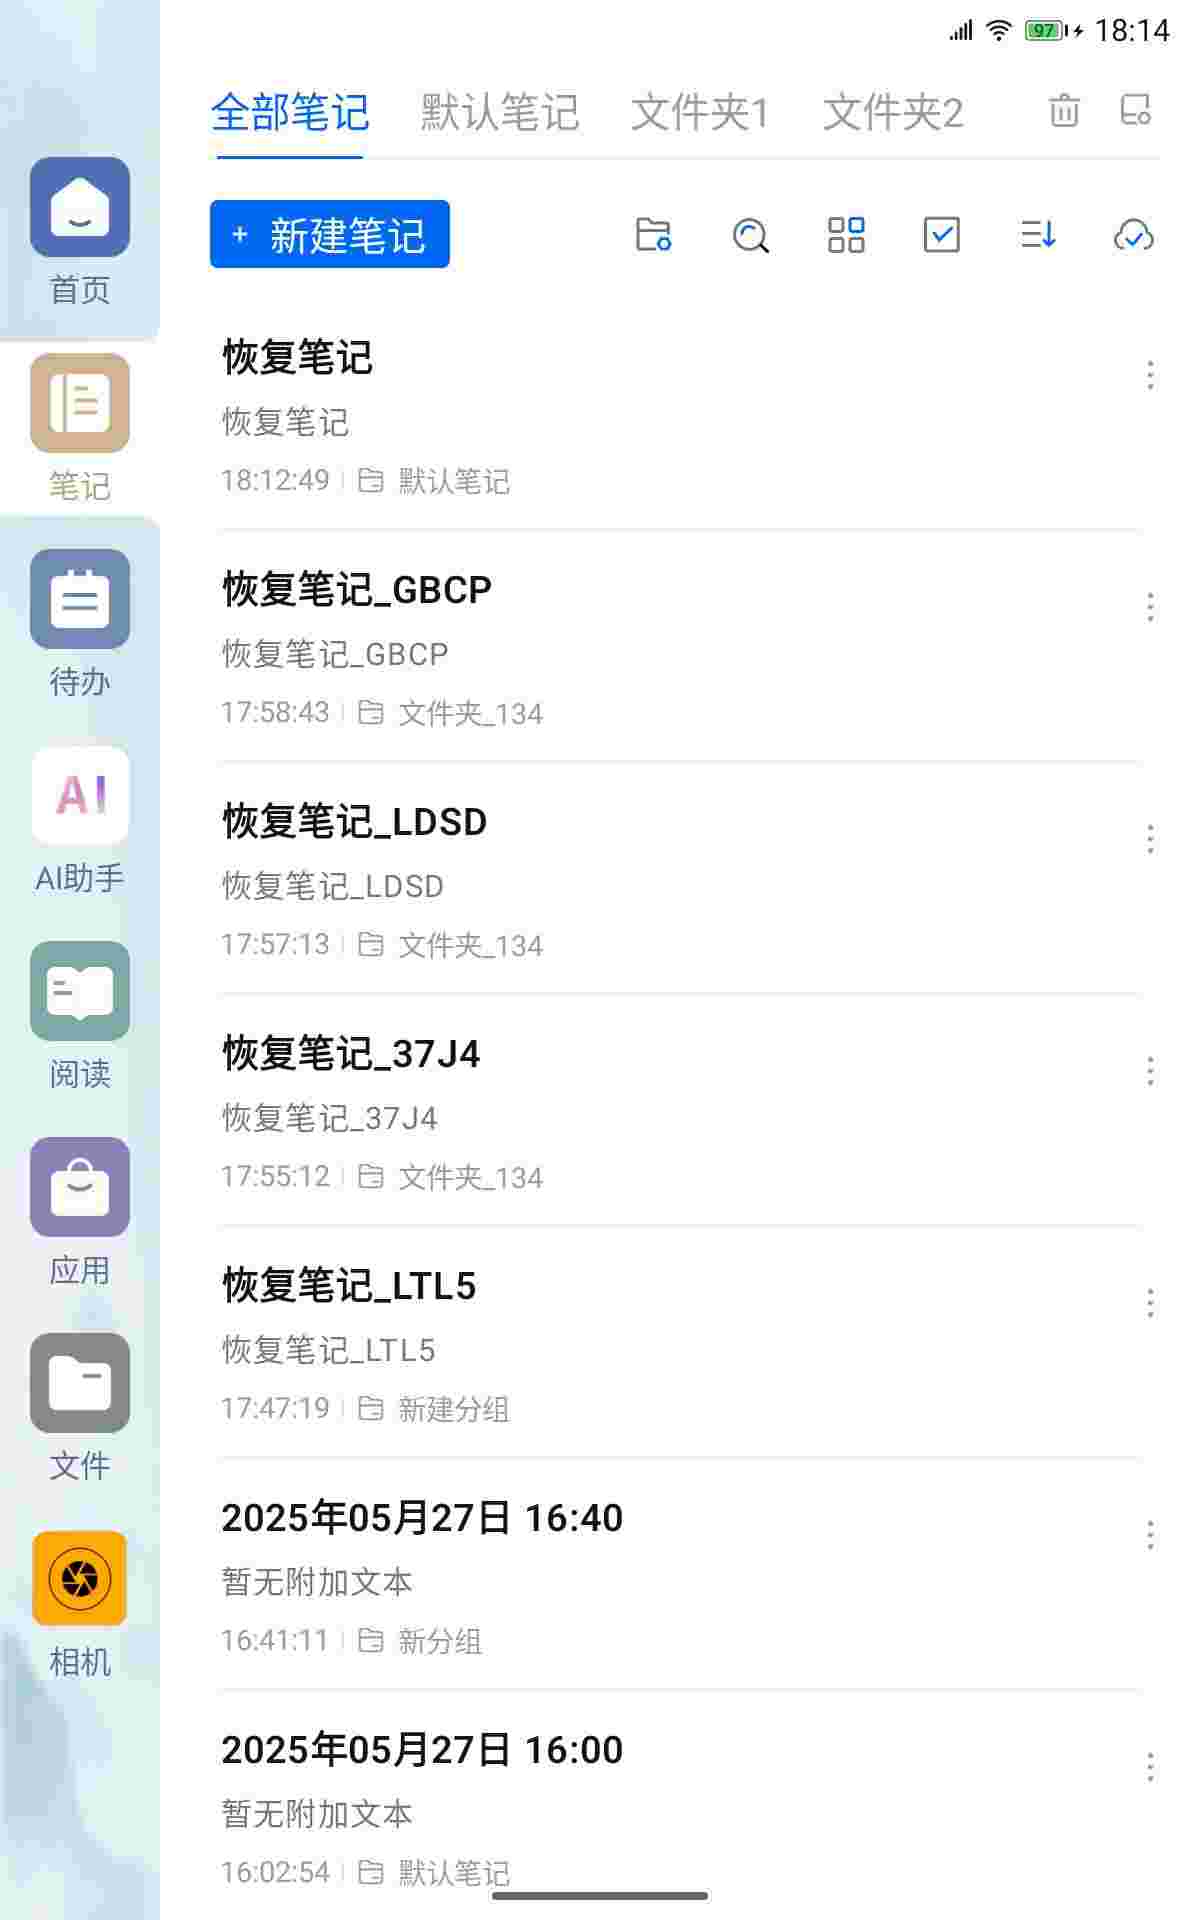 97 18:14
全部笔记 默认笔记 文件夹1 文件夹2
+ 新建笔记
首页
笔记
待办
AI
AI助手
阅读
应用
文件
相机
恢复笔记
恢复笔记
18:12:49 默认笔记
恢复笔记_GBCP
恢复笔记_GBCP
17:58:43 文件夹_134
恢复笔记_LDSD
恢复笔记_LDSD
17:57:13 文件夹_134
恢复笔记_37J4
恢复笔记_37J4
17:55:12 文件夹_134
恢复笔记_LTL5
恢复笔记_LTL5
17:47:19 新建分组
2025年05月27日 16:40
暂无附加文本
16:41:11 新分组
2025年05月27日 16:00
暂无附加文本
16:02:54 默认笔记